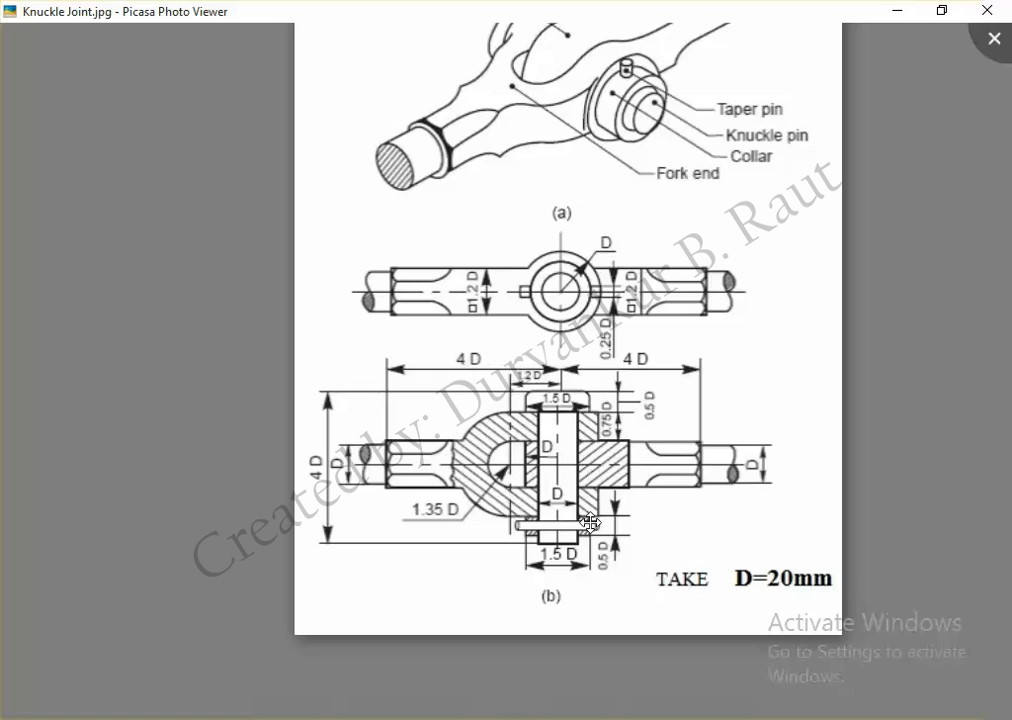 Knuckle Joint.jpg - Picasa Photo Viewer
Taper pin
Knuckle pin
Collar
Fork end
(a)
D
□1.2 D
□1.2 D
0.25 D
4 D
4 D
1.2 D
1.5 D
0.75 D
0.5 D
D
4 D
D
D
D
1.35 D
1.5 D
0.5 D
TAKE D=20mm
(b)
Created by: Duryankur B. Raut
Activate Windows
Go to Settings to activate
Windows.